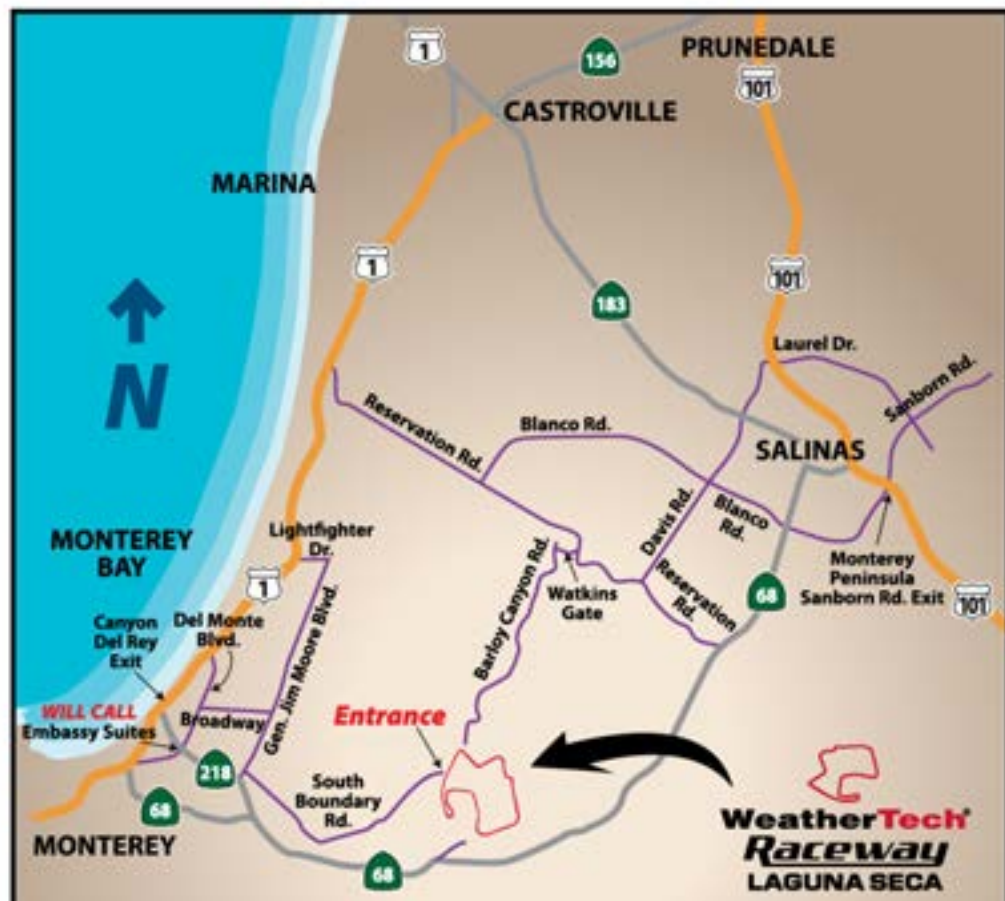 1
156
PRUNEDALE
101
CASTROVILLE
MARINA
1
101
183
N
Laurel Dr.
Sanborn Rd.
Reservation Rd.
Blanco Rd.
SALINAS
Davis Rd.
Blanco
Rd.
Lightfighter
Dr.
MONTEREY
BAY
1
Barloy Canyon Rd.
Watkins
Gate
Reservation
Rd.
68
Monterey
Peninsula
Sanborn Rd. Exit
101
Canyon
Del Rey
Exit
Del Monte
Blvd.
Gen. Jim Moore Blvd.
WILL CALL
Embassy Suites
Broadway
Entrance
218
South
Boundary
Rd.
68
MONTEREY
68
WeatherTech®
Raceway
LAGUNA SECA